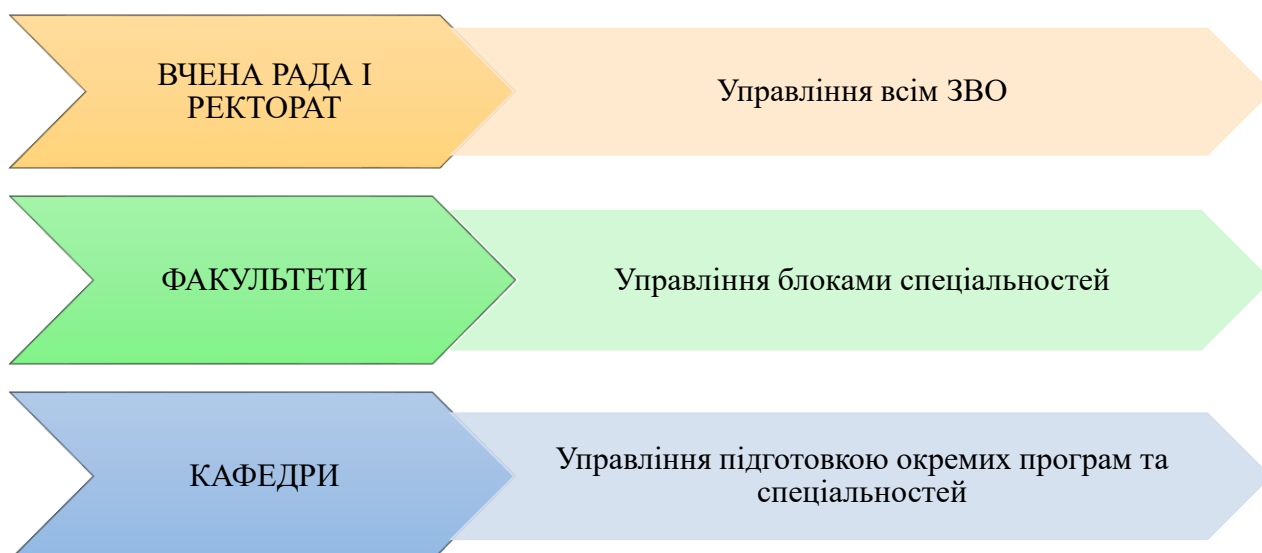 ВЧЕНА РАДА І
РЕКТОРАТ
Управління всім ЗВО
ФАКУЛЬТЕТИ
Управління блоками спеціальностей
КАФЕДРИ
Управління підготовкою окремих програм та
спеціальностей